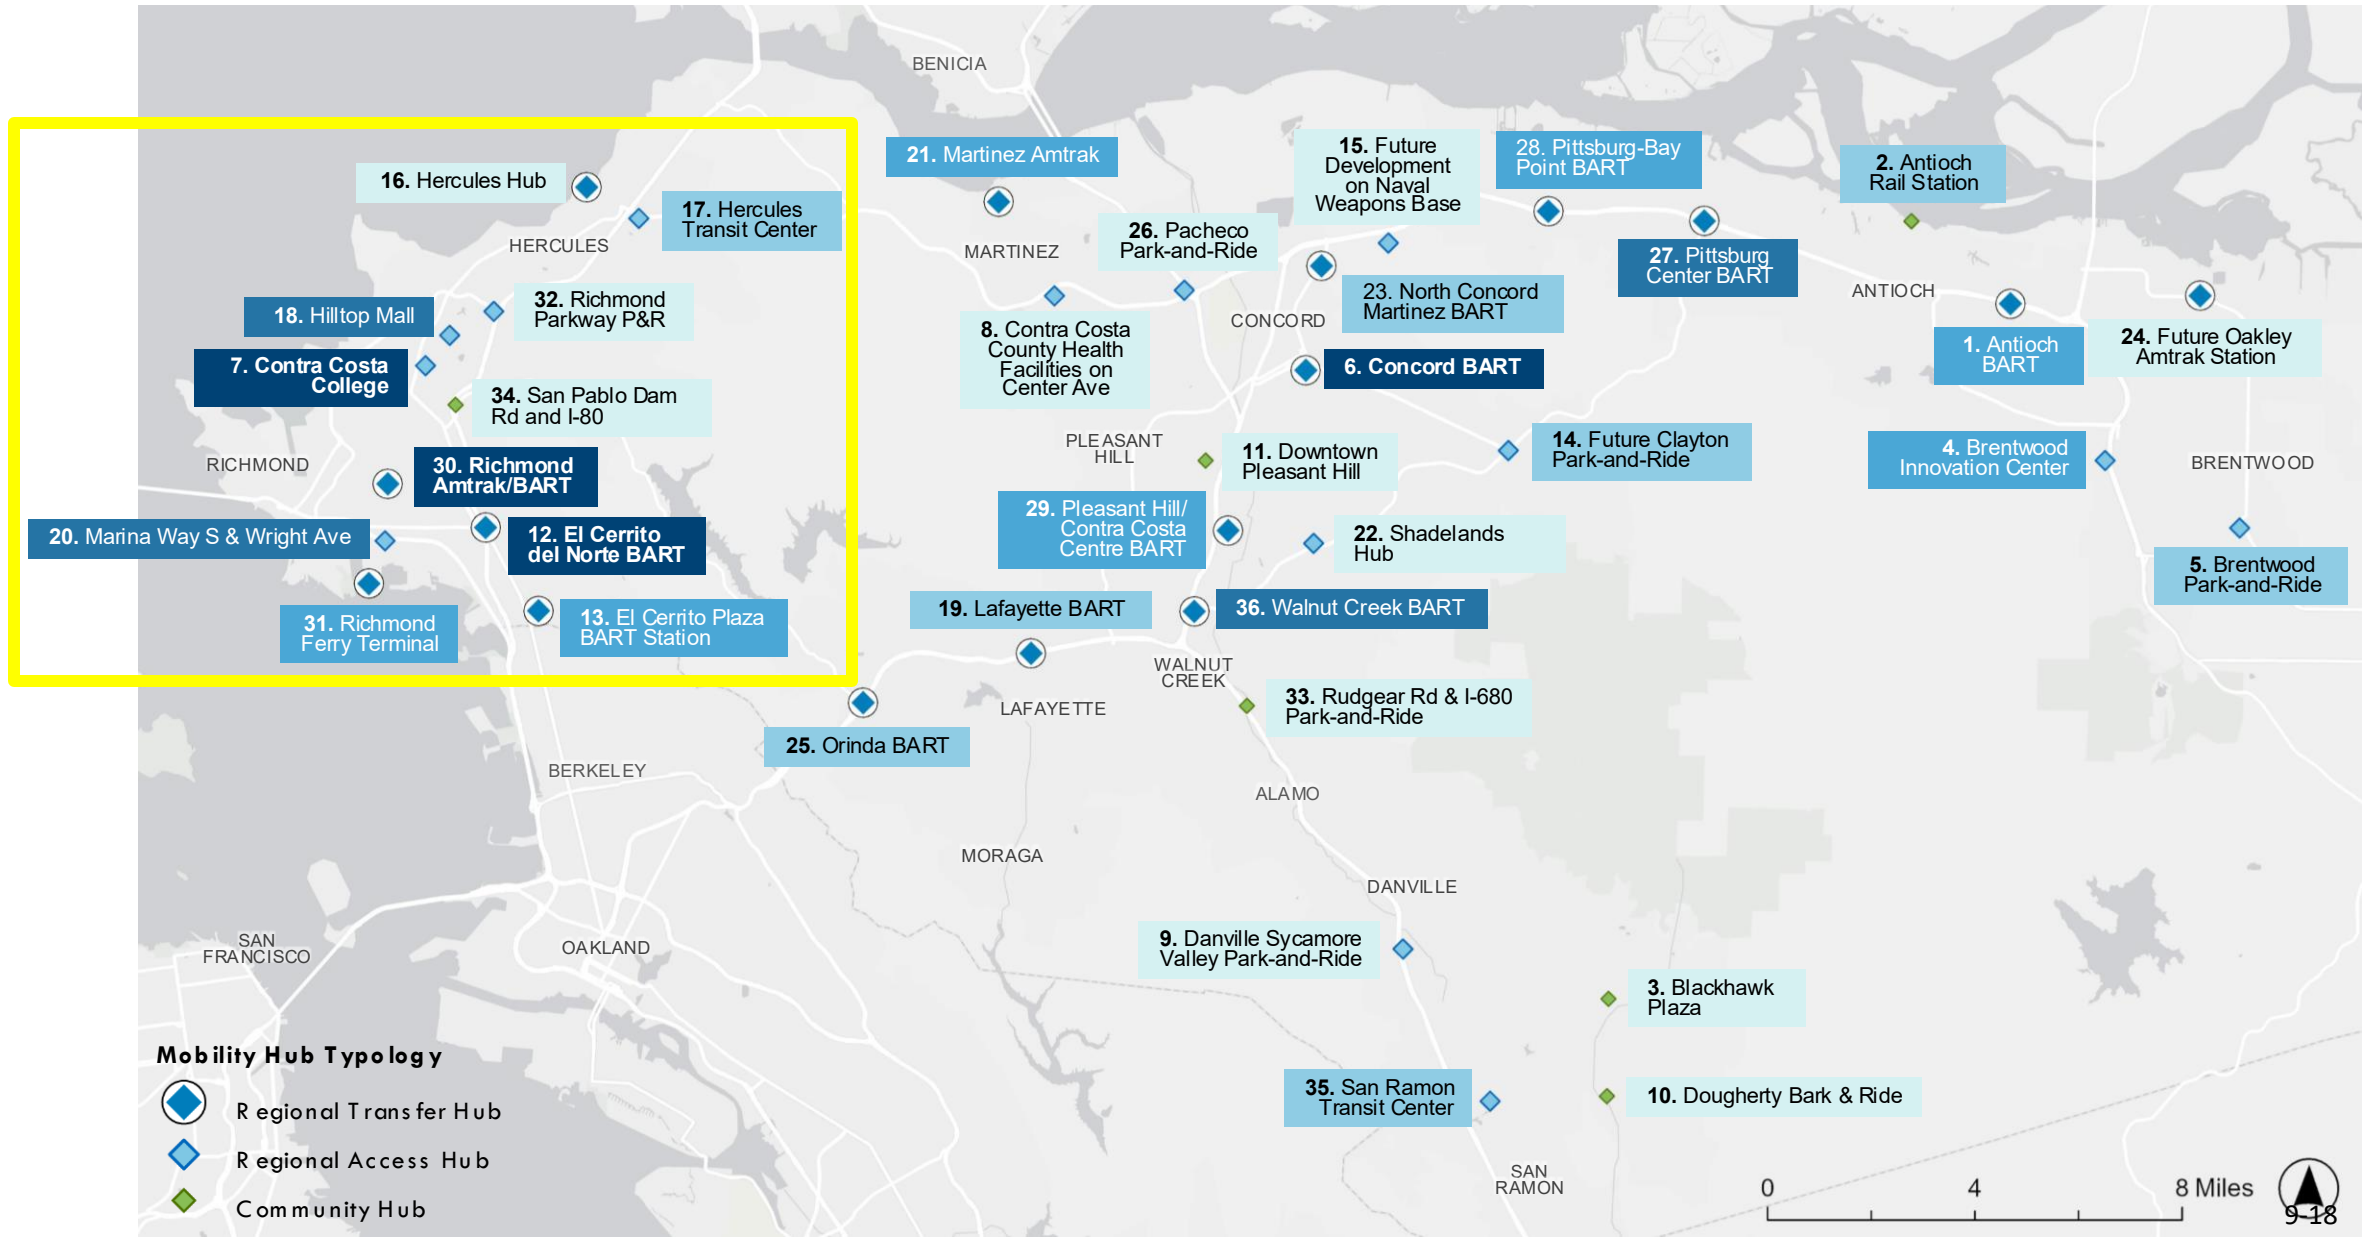 BENICIA
16. Hercules Hub
17. Hercules
Transit Center
HERCULES
18. Hilltop Mall
32. Richmond
Parkway P&R
7. Contra Costa
College
34. San Pablo Dam
Rd and I-80
RICHMOND
30. Richmond
Amtrak/BART
20. Marina Way S & Wright Ave
12. El Cerrito
del Norte BART
31. Richmond
Ferry Terminal
13. El Cerrito Plaza
BART Station
21. Martinez Amtrak
MARTINEZ
26. Pacheco
Park-and-Ride
15. Future
Development
on Naval
Weapons Base
28. Pittsburg-Bay
Point BART
2. Antioch
Rail Station
27. Pittsburg
Center BART
8. Contra Costa
County Health
Facilities on
Center Ave
CONCORD
23. North Concord
Martinez BART
ANTIOCH
1. Antioch
BART
24. Future Oakley
Amtrak Station
6. Concord BART
PLEASANT
HILL
11. Downtown
Pleasant Hill
14. Future Clayton
Park-and-Ride
4. Brentwood
Innovation Center
BRENTWOOD
29. Pleasant Hill/
Contra Costa
Centre BART
22. Shadelands
Hub
5. Brentwood
Park-and-Ride
19. Lafayette BART
36. Walnut Creek BART
WALNUT
CREEK
LAFAYETTE
33. Rudgear Rd & I-680
Park-and-Ride
25. Orinda BART
BERKELEY
ALAMO
MORAGA
DANVILLE
SAN
FRANCISCO
OAKLAND
9. Danville Sycamore
Valley Park-and-Ride
3. Blackhawk
Plaza
35. San Ramon
Transit Center
10. Dougherty Bark & Ride
SAN
RAMON
Mobility Hub Typology
Regional Transfer Hub
Regional Access Hub
Community Hub
0 4 8 Miles
9-18